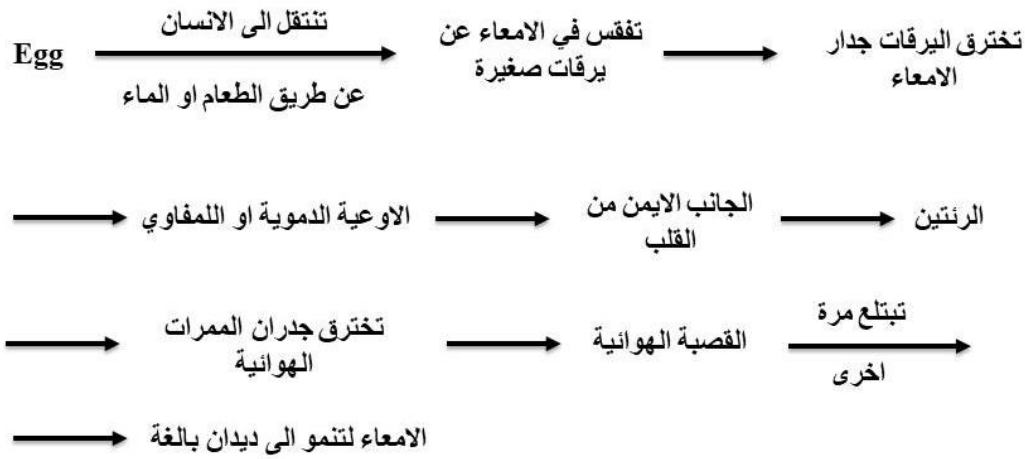 Egg
تنتقل الى الانسان
عن طريق الطعام او الماء
تفقس في الامعاء عن
يرقات صغيرة
تخترق اليرقات جدار
الامعاء
الاوعية الدموية او اللمفاوي
الجانب الايمن من
القلب
الرئتين
تخترق جدران الممرات
الهوائية
القصبة الهوائية
تبتلع مرة
اخرى
الامعاء لتنمو الى ديدان بالغة